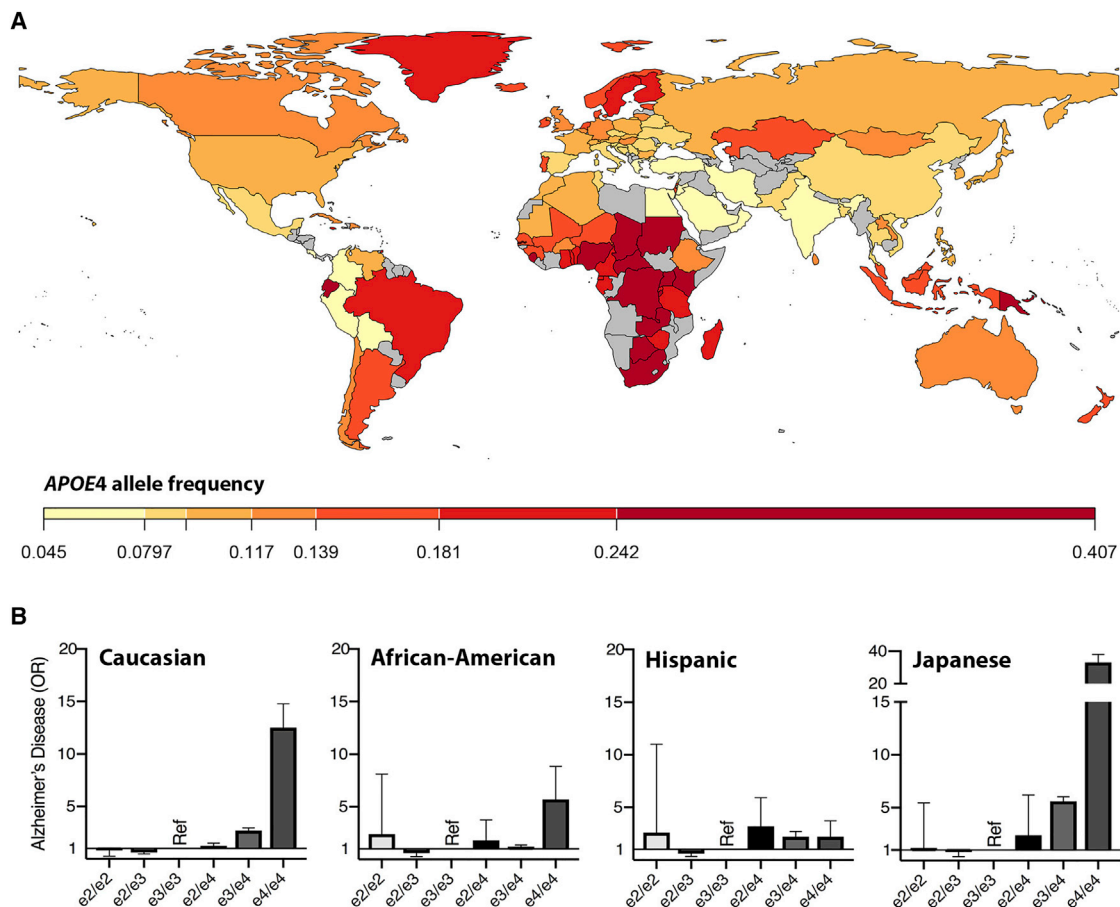 A
APOE4 allele frequency
0.045 0.0797 0.117 0.139 0.181 0.242 0.407
B
Caucasian
African-American
Hispanic
Japanese
Alzheimer's Disease (OR)
20
15
10
5
1
Ref
e2/e2 e2/e3 e3/e3 e2/e4 e3/e4 e4/e4
20
15
10
5
1
Ref
e2/e2 e2/e3 e3/e3 e2/e4 e3/e4 e4/e4
20
15
10
5
1
Ref
e2/e2 e2/e3 e3/e3 e2/e4 e3/e4 e4/e4
40
20
15
10
5
1
Ref
e2/e2 e2/e3 e3/e3 e2/e4 e3/e4 e4/e4